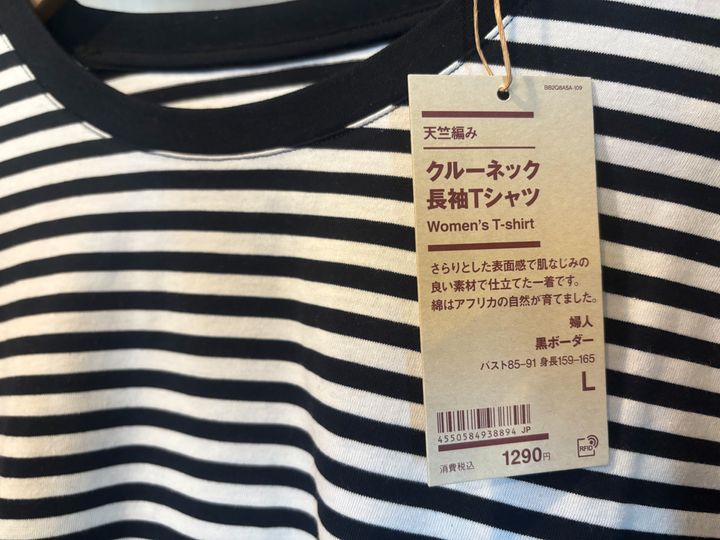 BB2Q8A5A-109
天竺編み
クルーネック
長袖Tシャツ
Women's T-shirt
さらりとした表面感で肌なじみの
良い素材で仕立てた一着です。
綿はアフリカの自然が育てました。
婦人
黒ボーダー
バスト85–91 身長159–165
L
4550584938894 JP
消費税込 1290円
RFID